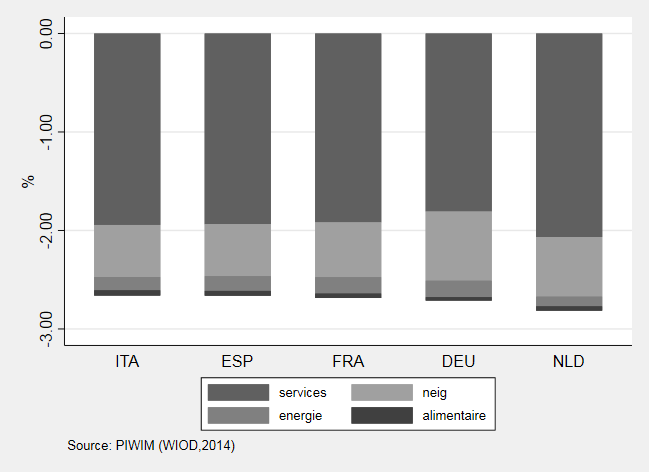 0.00
-1.00
-2.00
-3.00
%
ITA ESP FRA DEU NLD
services neig
energie alimentaire
Source: PIWIM (WIOD,2014)